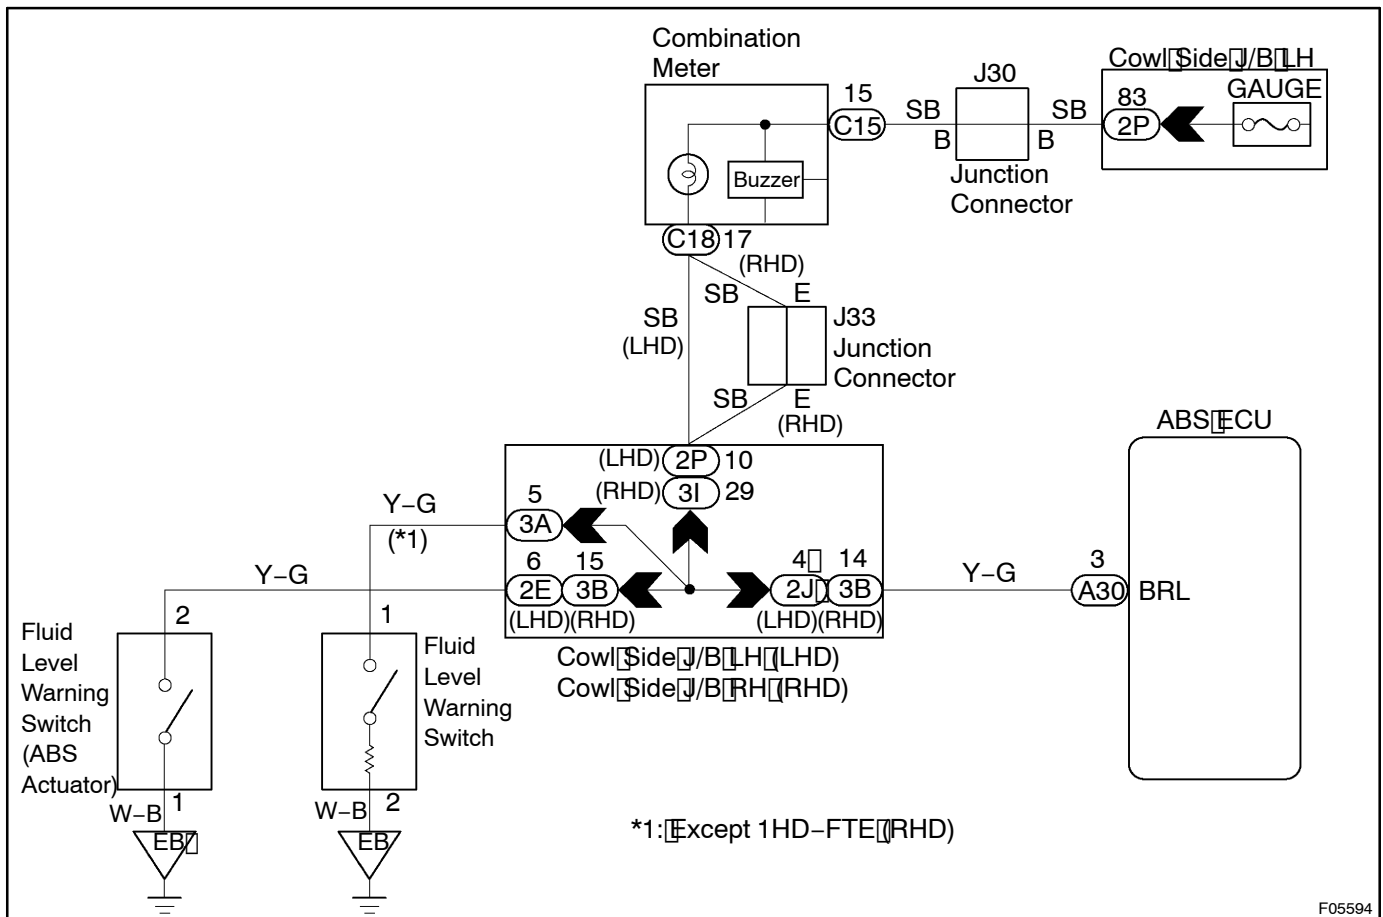 Combination
Meter
Cowl Side J/B LH
GAUGE
J30
15
83
SB
SB
C15
2P
B
B
Junction
Connector
Buzzer
C18 17
(RHD)
SB
E
SB
(LHD)
J33
Junction
Connector
SB
E
(RHD)
ABS ECU
(LHD) 2P 10
(RHD) 3I 29
Y-G
(*1)
5
3A
6
15
4
14
3
Y-G
2E
3B
2J
3B
Y-G
A30
BRL
(LHD)(RHD)
(LHD)(RHD)
Cowl Side J/B LH (LHD)
Cowl Side J/B RH (RHD)
2
1
Fluid
Level
Warning
Switch
(ABS
Actuator)
Fluid
Level
Warning
Switch
W-B
1
W-B
2
EB
EB
*1: Except 1HD-FTE (RHD)
F05594